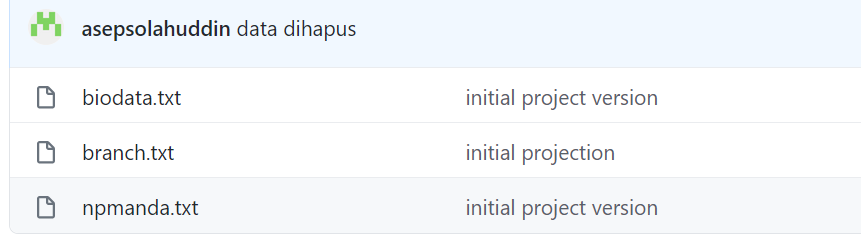 asepsolahuddin data dihapus
biodata.txt initial project version
branch.txt initial projection
npmanda.txt initial project version